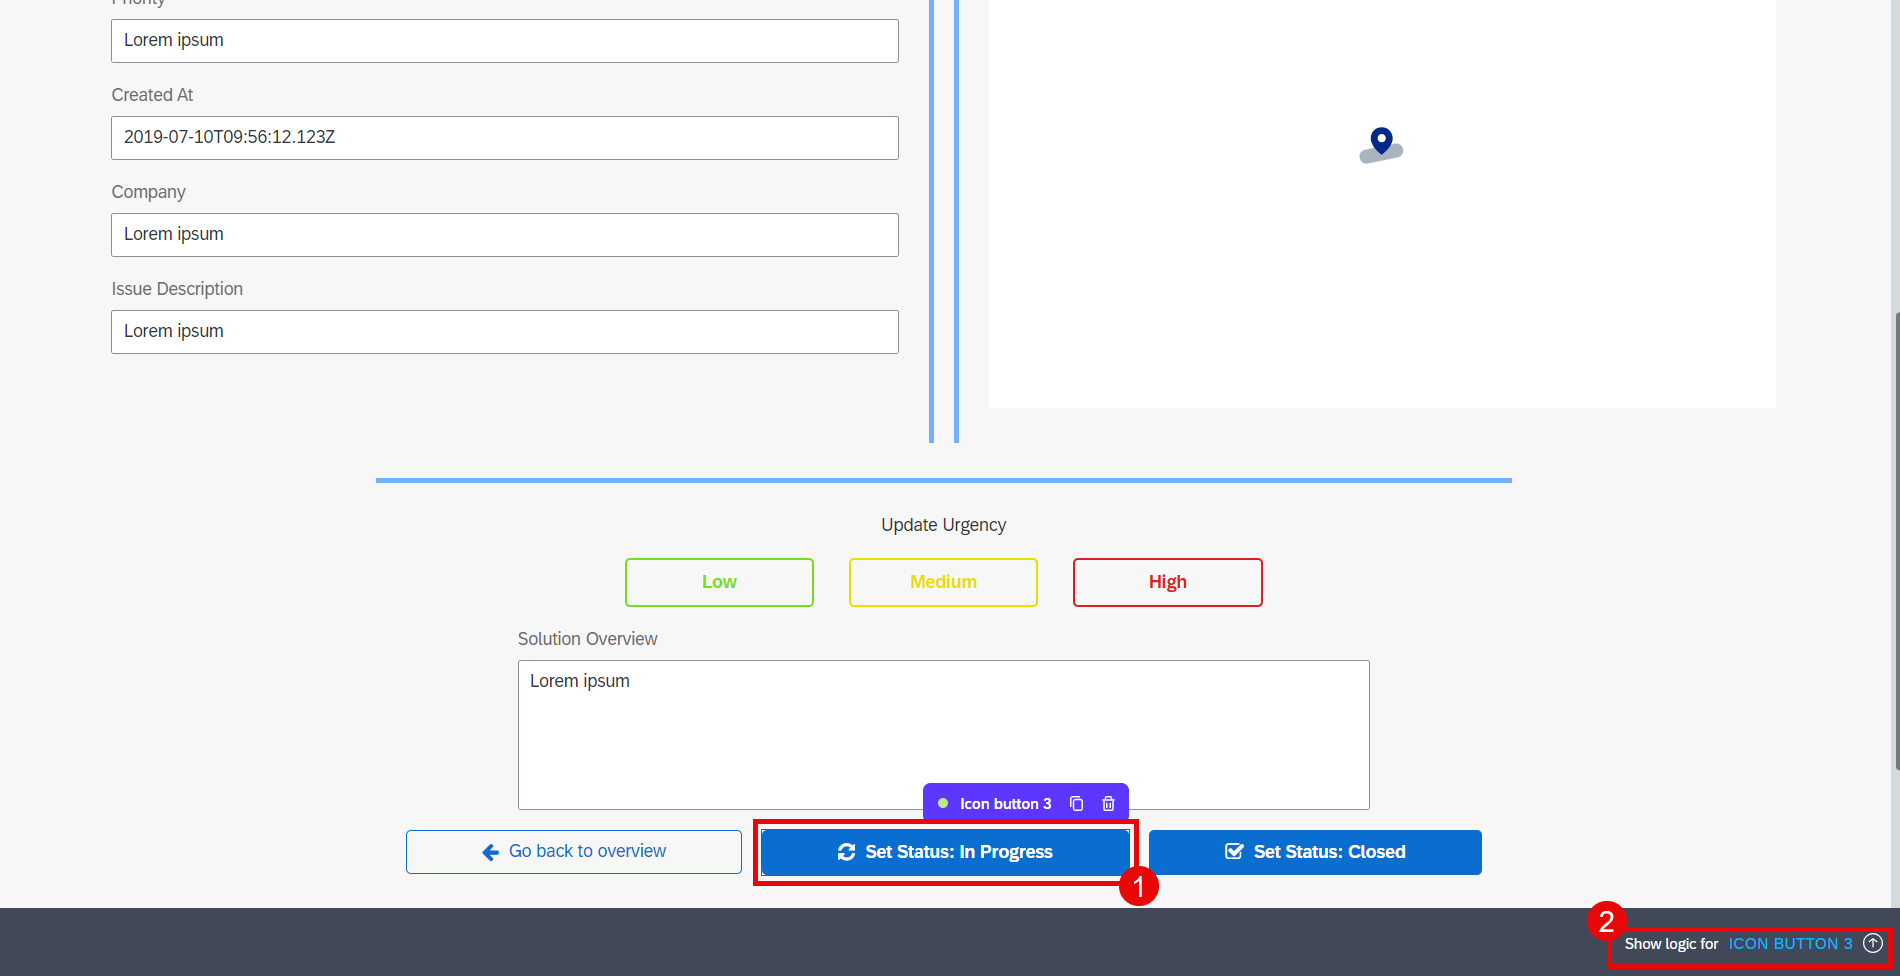 Priority
Lorem ipsum
Created At
2019-07-10T09:56:12.123Z
Company
Lorem ipsum
Issue Description
Lorem ipsum
Update Urgency
Low Medium High
Solution Overview
Lorem ipsum
Icon button 3
Go back to overview Set Status: In Progress Set Status: Closed
1
2
Show logic for ICON BUTTON 3